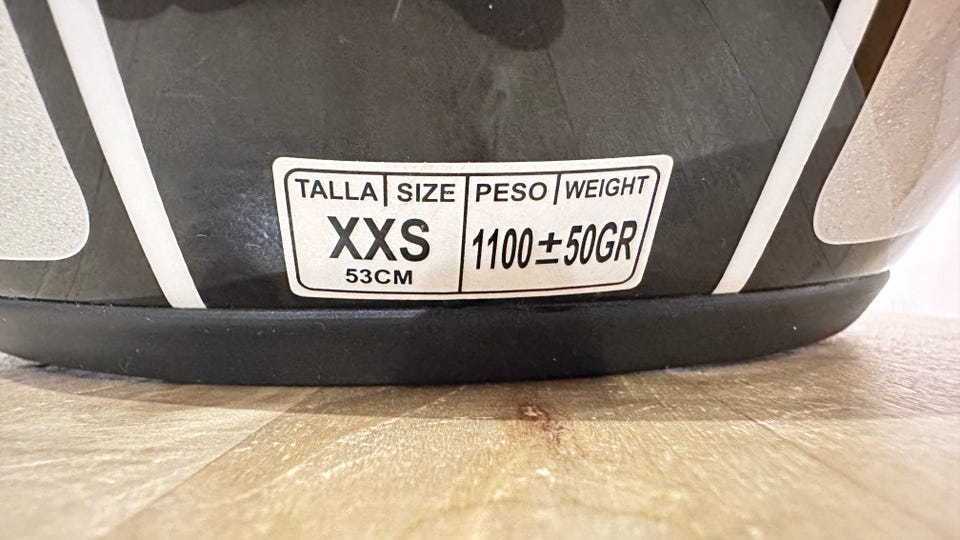 TALLA | SIZE
XXS
53CM
PESO | WEIGHT
1100±50GR